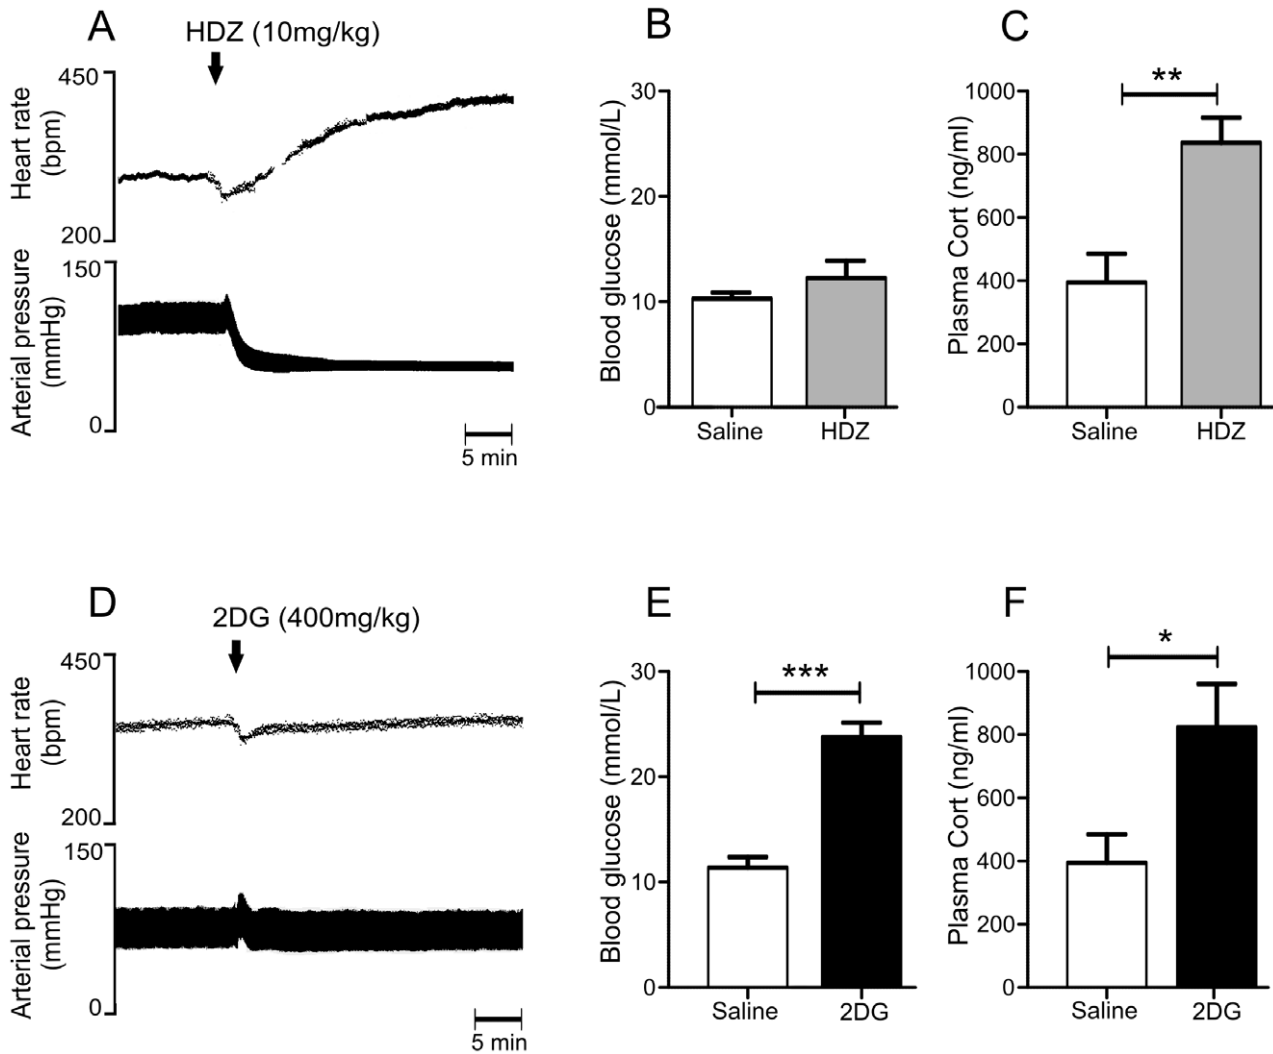 A
HDZ (10mg/kg)
450
Heart rate
(bpm)
200
150
Arterial pressure
(mmHg)
0
5 min
B
30
20
10
0
Blood glucose (mmol/L)
Saline
HDZ
C
**
1000
800
600
400
200
0
Plasma Cort (ng/ml)
Saline
HDZ
D
2DG (400mg/kg)
450
Heart rate
(bpm)
200
150
Arterial pressure
(mmHg)
0
5 min
E
***
30
20
10
0
Blood glucose (mmol/L)
Saline
2DG
F
*
1000
800
600
400
200
0
Plasma Cort (ng/ml)
Saline
2DG